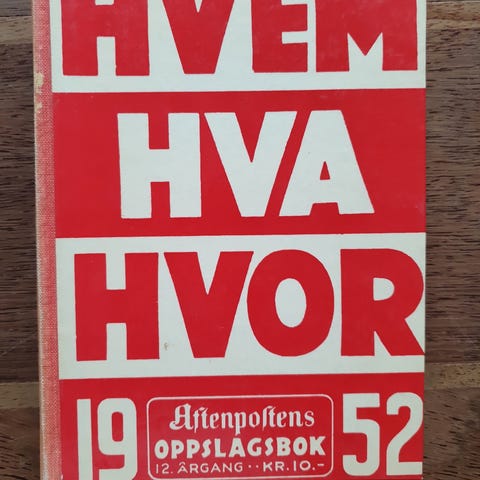 HVEM
HVA
HVOR
19 52
Aftenpostens
OPPSLAGSBOK
12. ÅRGANG ·· KR. 10.-